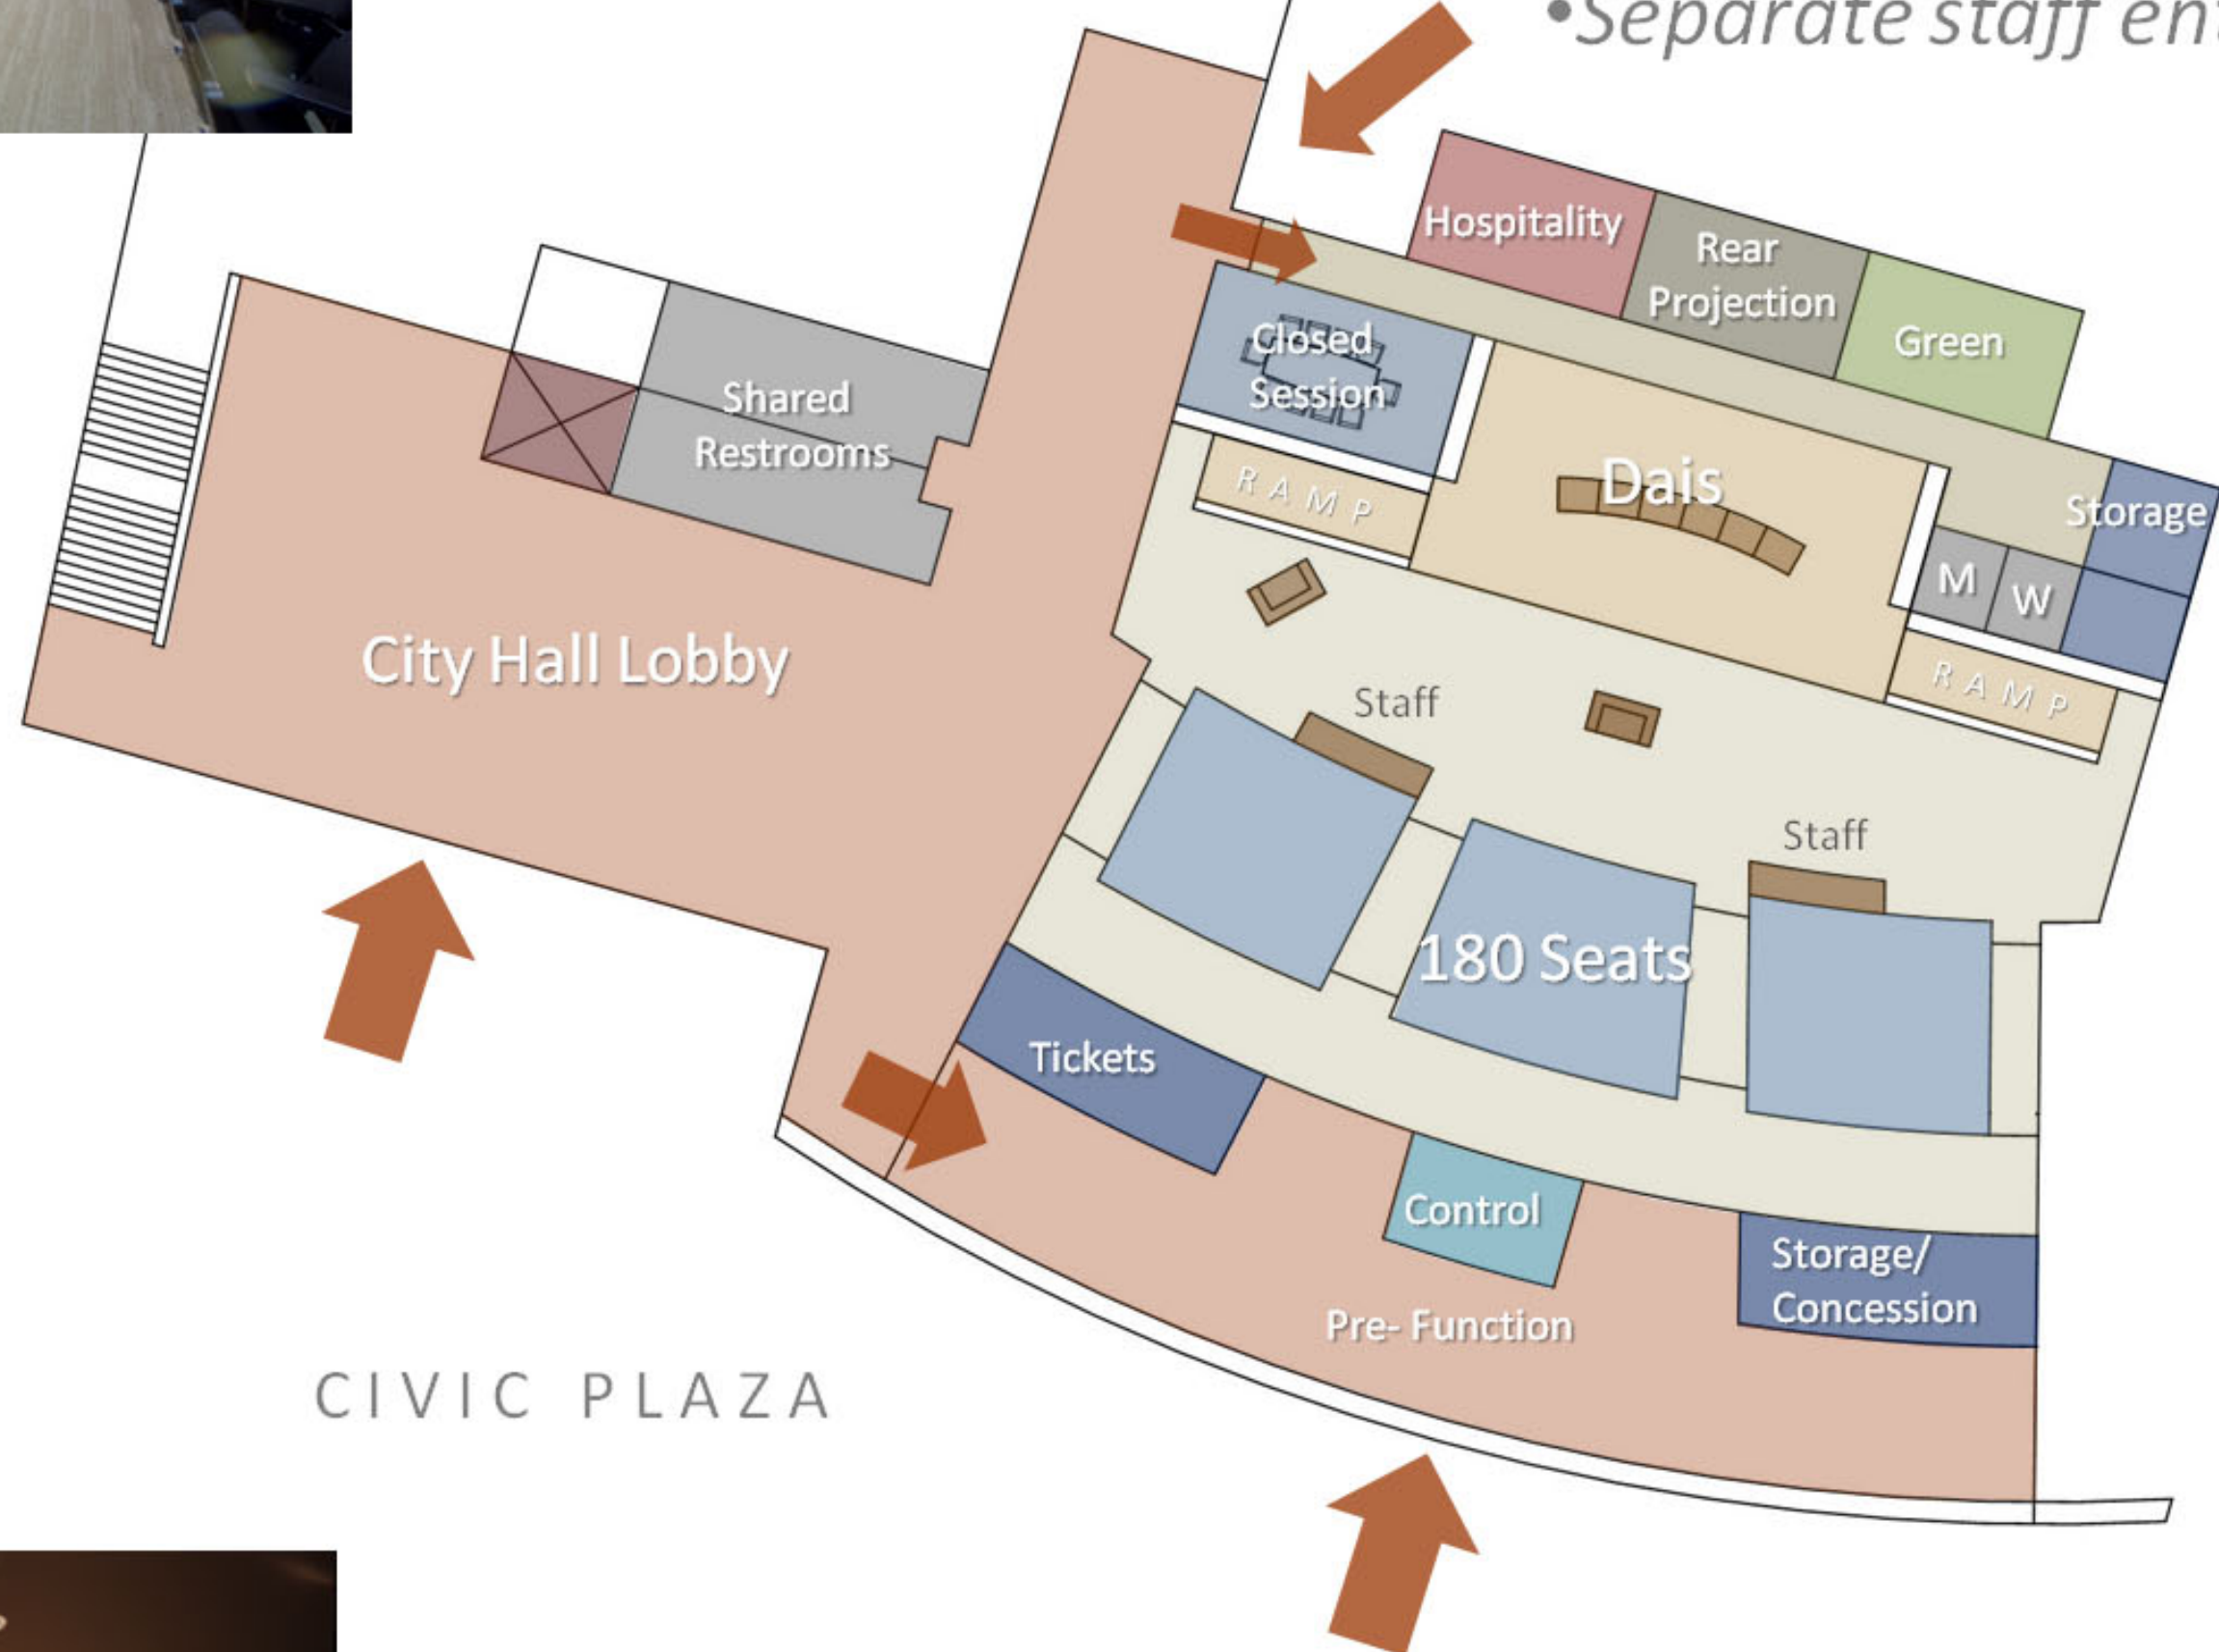 •Separate staff
Hospitality
Rear
Projection
Green
Closed
Session
Shared
Restrooms
Dais
Storage
RAMP
M
W
City Hall Lobby
Staff
RAMP
Staff
180 Seats
Tickets
Control
Storage/
Concession
Pre- Function
CIVIC PLAZA